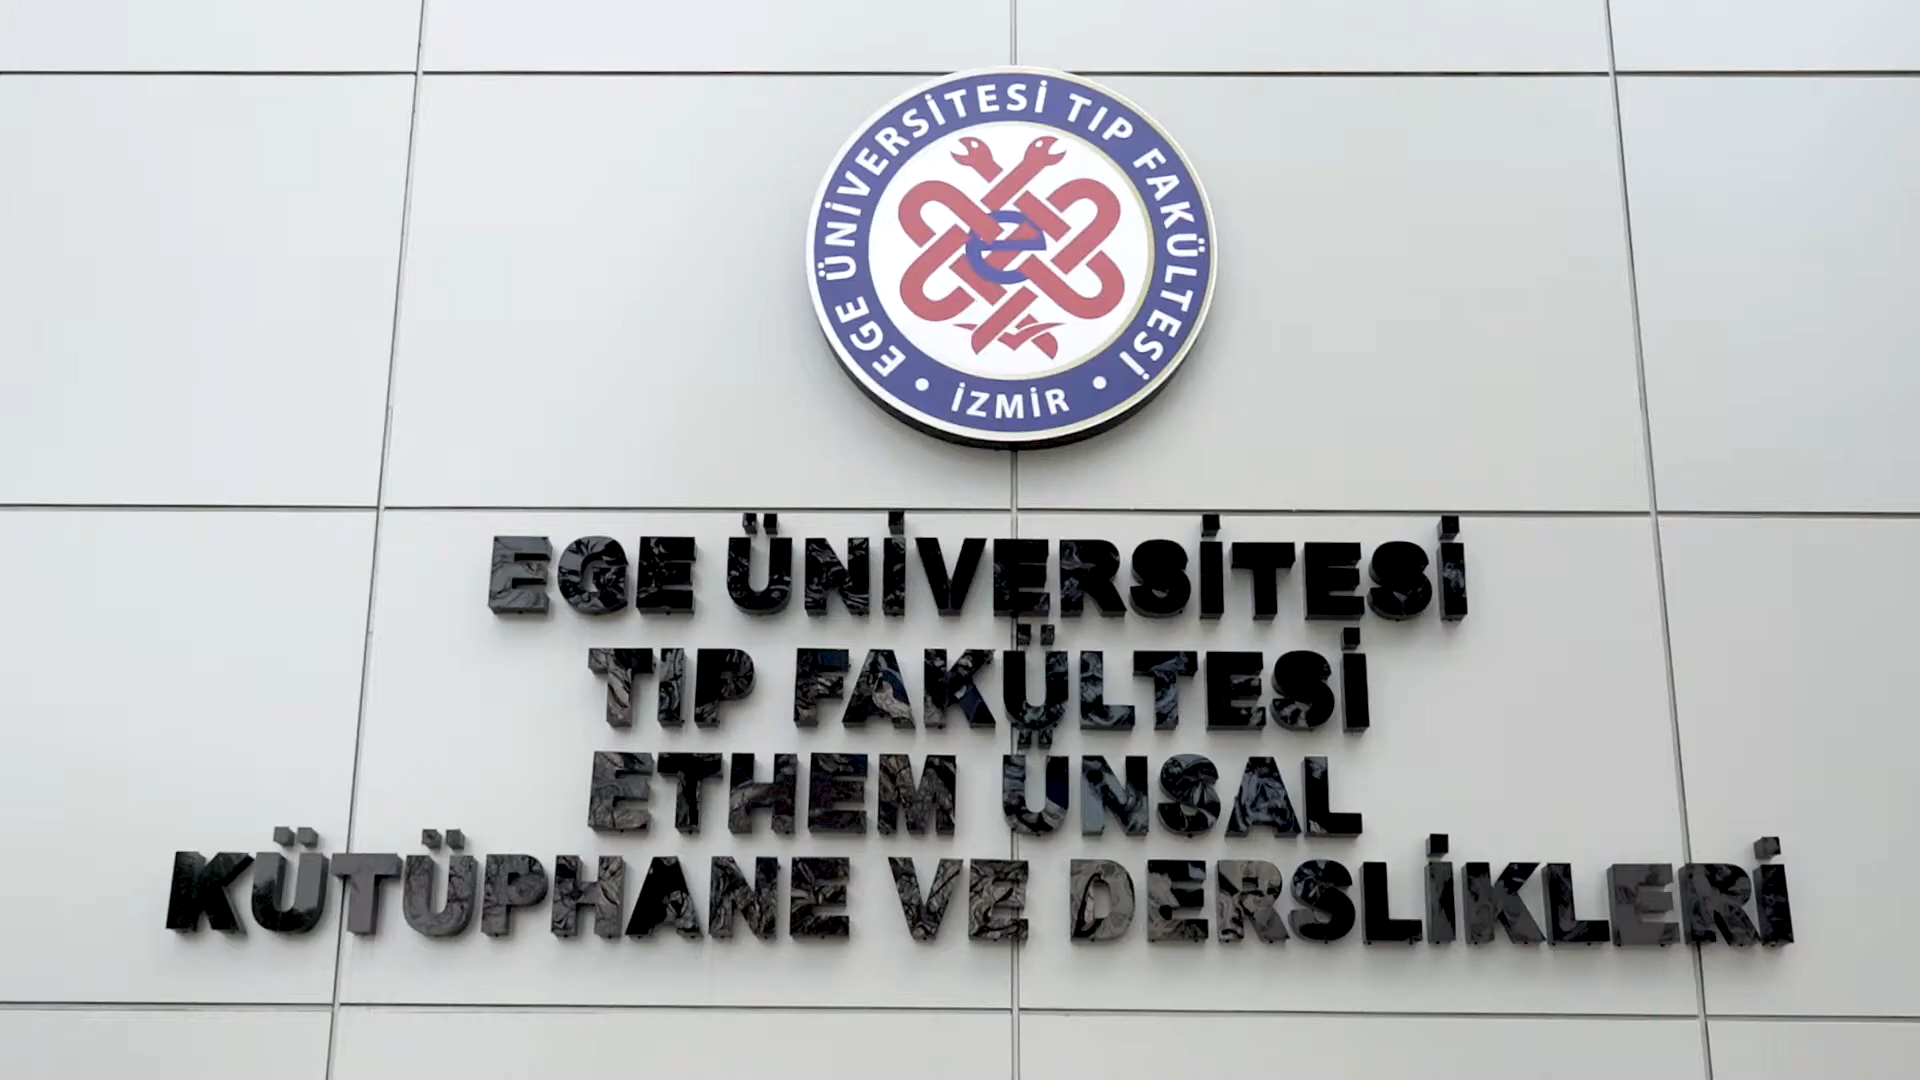 EGE ÜNİVERSİTESİ TIP FAKÜLTESİ
• İZMİR •
e
EGE ÜNİVERSİTESİ
TIP FAKÜLTESİ
ETHEM ÜNSAL
KÜTÜPHANE VE DERSLİKLERİ